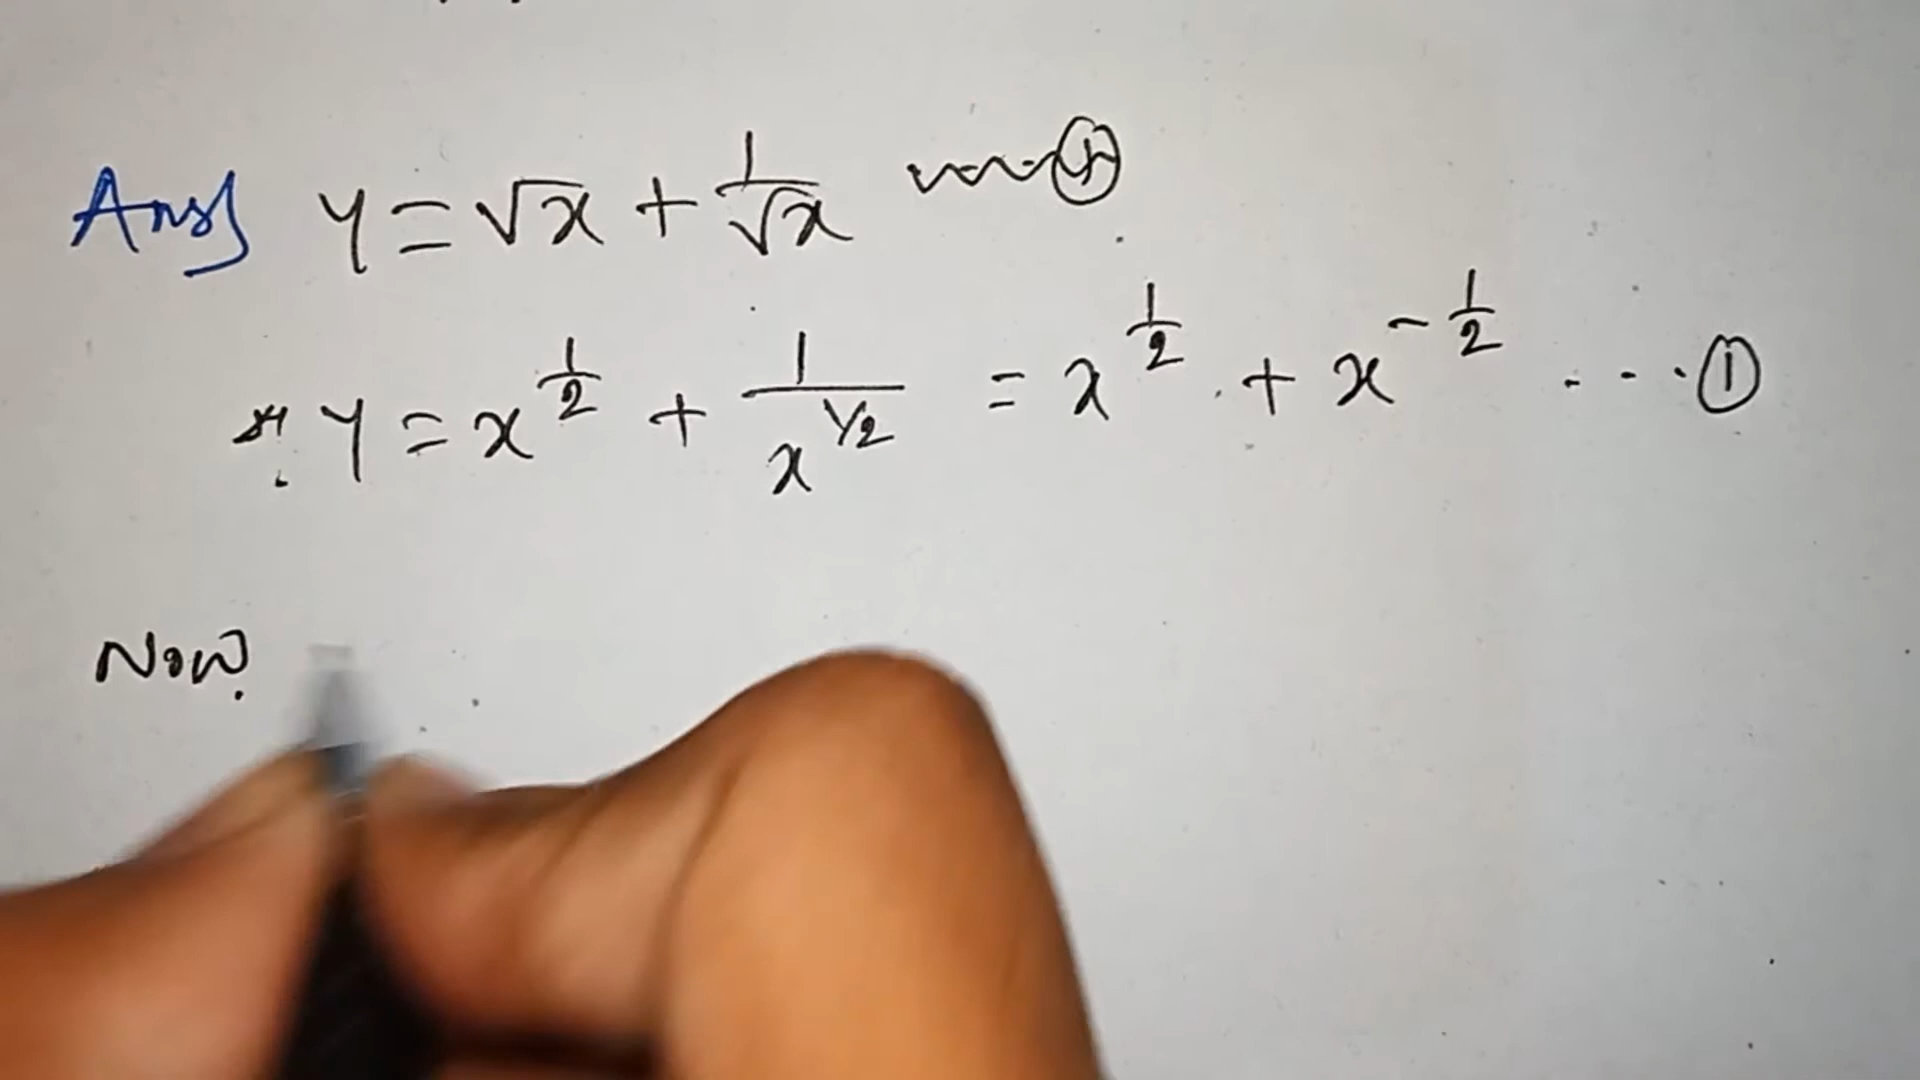 Ans y = √x + 1/√x
y = x^(1/2) + 1/x^(1/2) = x^(1/2) + x^(-1/2) ... ①
Now